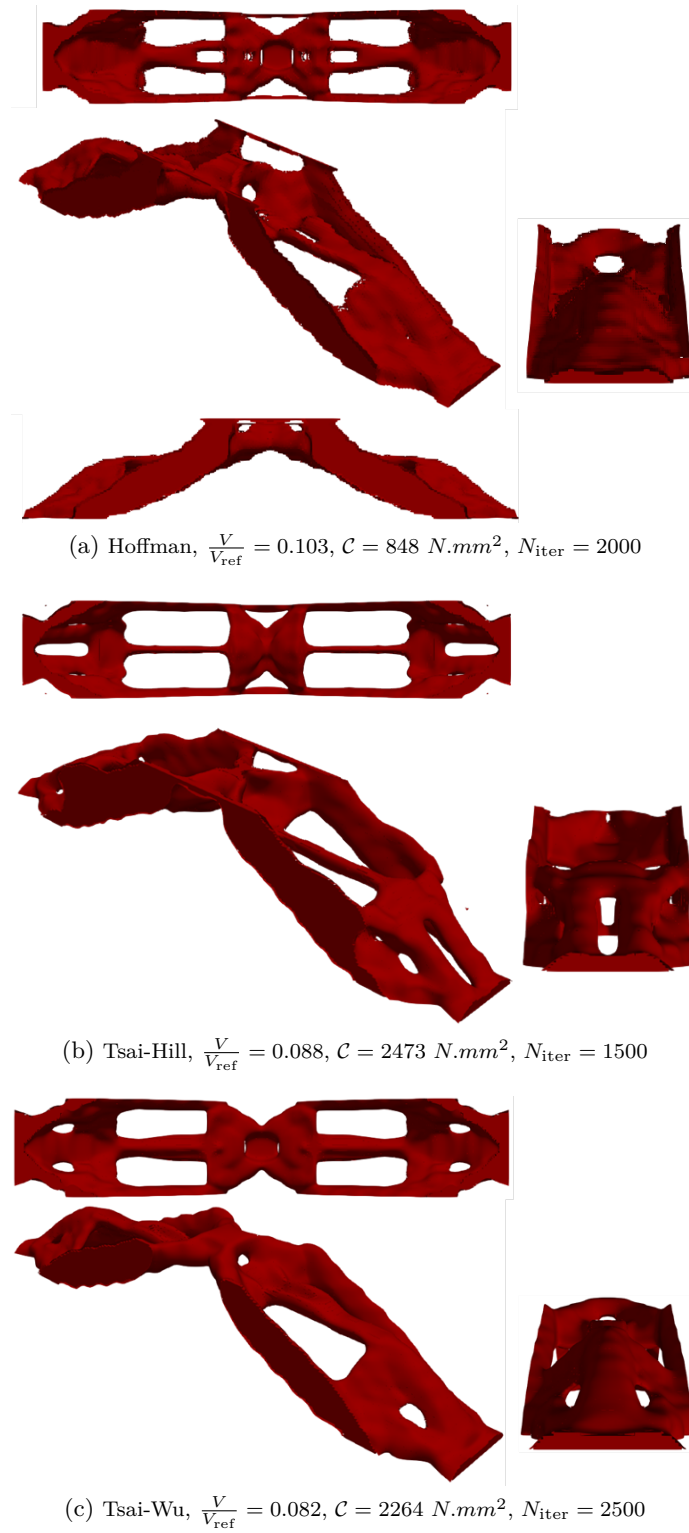 (a) Hoffman, $\frac{V}{V_{\text{ref}}} = 0.103$, $\mathcal{C} = 848\ N.mm^2$, $N_{\text{iter}} = 2000$
(b) Tsai-Hill, $\frac{V}{V_{\text{ref}}} = 0.088$, $\mathcal{C} = 2473\ N.mm^2$, $N_{\text{iter}} = 1500$
(c) Tsai-Wu, $\frac{V}{V_{\text{ref}}} = 0.082$, $\mathcal{C} = 2264\ N.mm^2$, $N_{\text{iter}} = 2500$